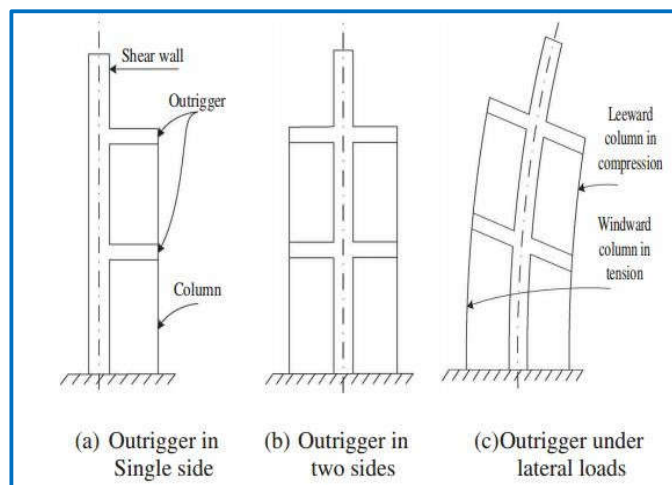 Shear wall
Outrigger
Column
Leeward
column in
compression
Windward
column in
tension
(a) Outrigger in
Single side
(b) Outrigger in
two sides
(c)Outrigger under
lateral loads